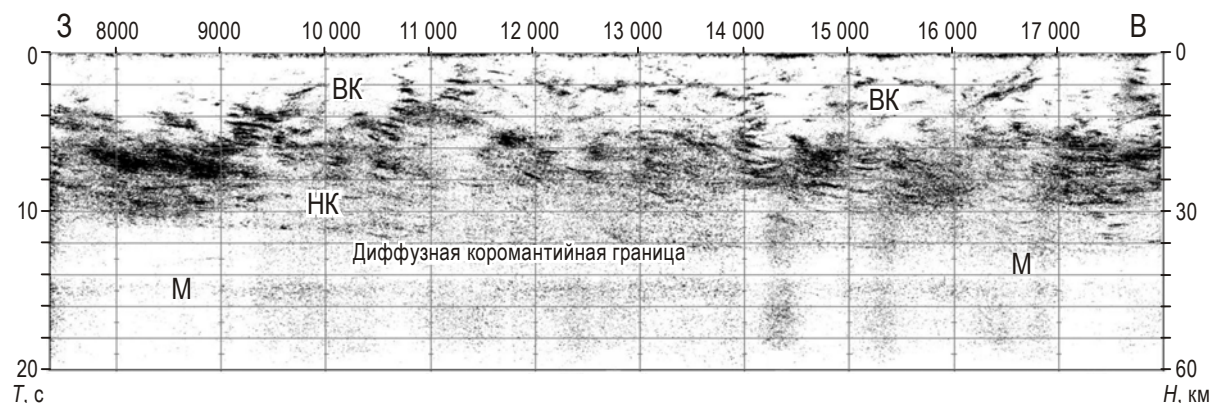 З 8000 9000 10 000 11 000 12 000 13 000 14 000 15 000 16 000 17 000 В
0 0
ВК ВК
10 НК 30
Диффузная коромантийная граница
М М
20 60
T, с H, км